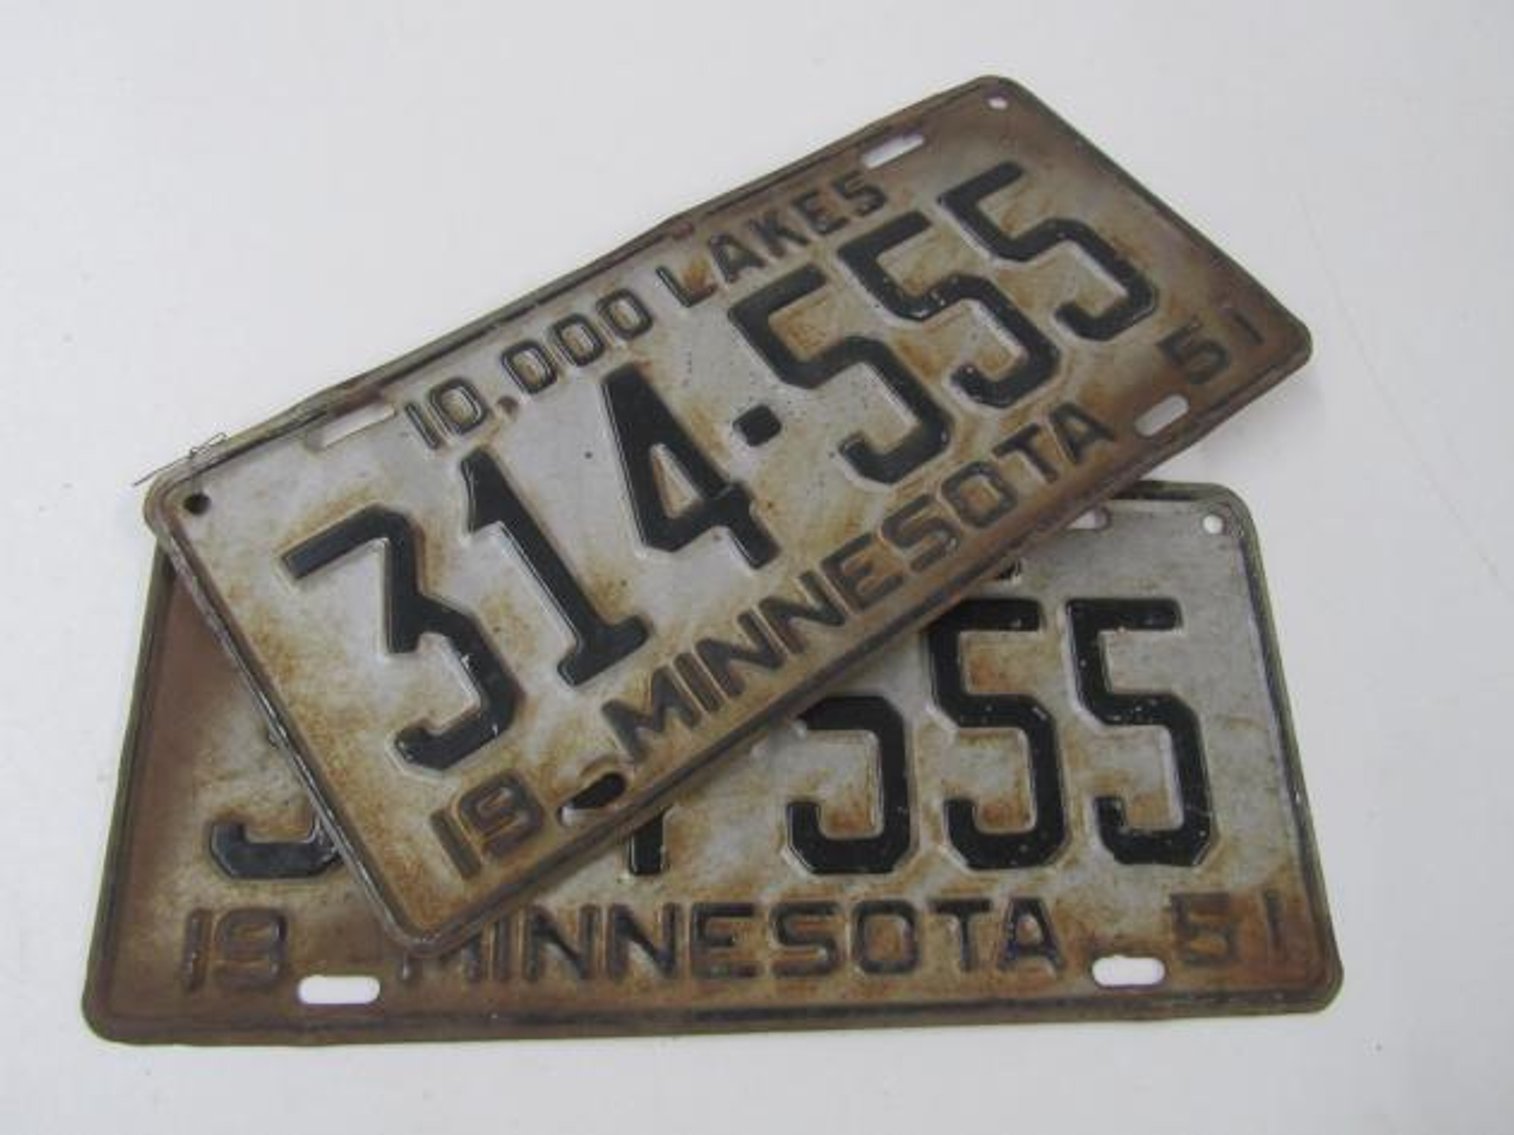 10,000 LAKES
314·555
19 MINNESOTA 51
555
19 MINNESOTA 51